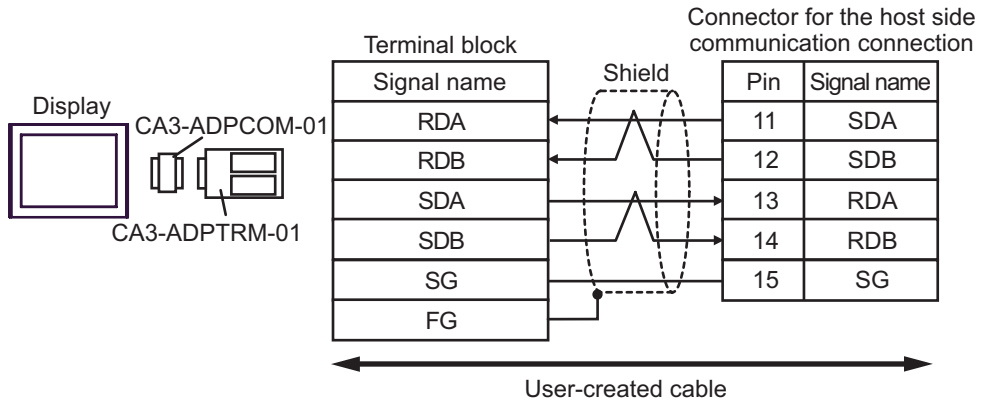 Connector for the host side
communication connection
Terminal block
Signal name
Shield
Pin Signal name
Display
CA3-ADPCOM-01
CA3-ADPTRM-01
RDA 11 SDA
RDB 12 SDB
SDA 13 RDA
SDB 14 RDB
SG 15 SG
FG
User-created cable